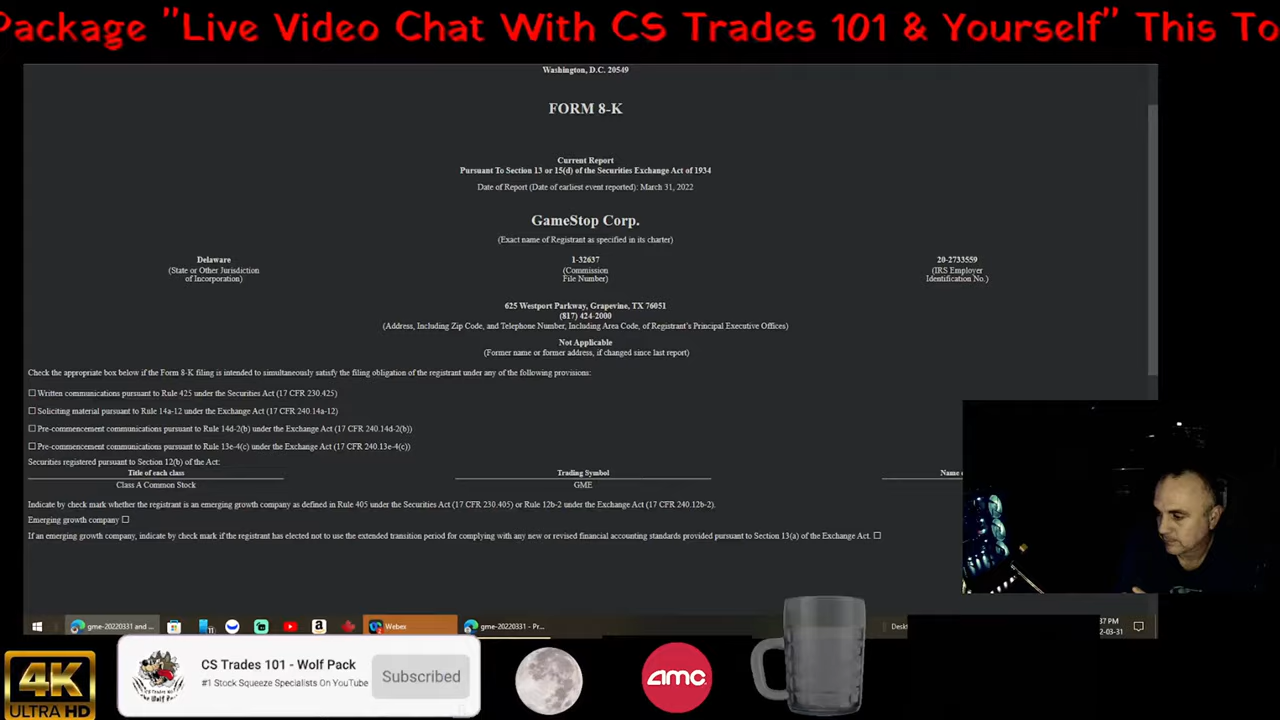 Package "Live Video Chat With CS Trades 101 & Yourself" This To
Washington, D.C. 20549
FORM 8-K
Current Report
Pursuant To Section 13 or 15(d) of the Securities Exchange Act of 1934
Date of Report (Date of earliest event reported): March 31, 2022
GameStop Corp.
(Exact name of Registrant as specified in its charter)
Delaware 1-32637 20-2733559
(State or Other Jurisdiction (Commission (IRS Employer
of Incorporation) File Number) Identification No.)
625 Westport Parkway, Grapevine, TX 76051
(817) 424-2000
(Address, Including Zip Code, and Telephone Number, Including Area Code, of Registrant's Principal Executive Offices)
Not Applicable
(Former name or former address, if changed since last report)
Check the appropriate box below if the Form 8-K filing is intended to simultaneously satisfy the filing obligation of the registrant under any of the following provisions:
☐ Written communications pursuant to Rule 425 under the Securities Act (17 CFR 230.425)
☐ Soliciting material pursuant to Rule 14a-12 under the Exchange Act (17 CFR 240.14a-12)
☐ Pre-commencement communications pursuant to Rule 14d-2(b) under the Exchange Act (17 CFR 240.14d-2(b))
☐ Pre-commencement communications pursuant to Rule 13e-4(c) under the Exchange Act (17 CFR 240.13e-4(c))
Securities registered pursuant to Section 12(b) of the Act:
Title of each class Trading Symbol Name
Class A Common Stock GME
Indicate by check mark whether the registrant is an emerging growth company as defined in Rule 405 under the Securities Act (17 CFR 230.405) or Rule 12b-2 under the Exchange Act (17 CFR 240.12b-2).
Emerging growth company ☐
If an emerging growth company, indicate by check mark if the registrant has elected not to use the extended transition period for complying with any new or revised financial accounting standards provided pursuant to Section 13(a) of the Exchange Act. ☐
gme-20220331 and ... Webex gme-20220331 - Pr... Deskt 37 PM
2-03-31
4K
ULTRA HD
CS Trades 101 - Wolf Pack
#1 Stock Squeeze Specialists On YouTube
Subscribed
amc